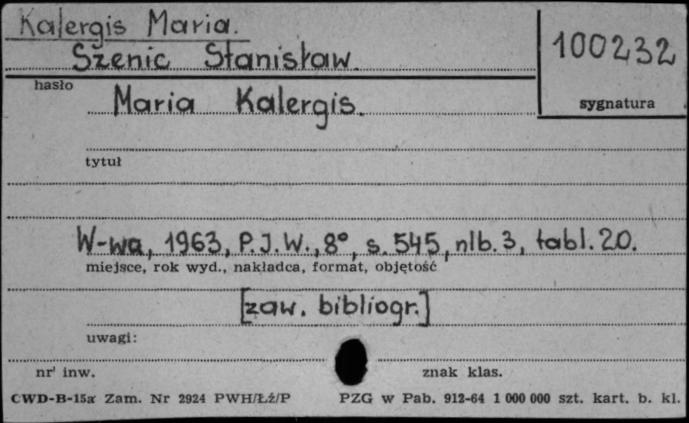 Kalergis Maria.
Szenic Stanisław.
100232
hasło
sygnatura
Maria Kalergis.
tytuł
W-wa, 1963, P.J.W., 8°, s. 545, nlb. 3, tabl. 20.
miejsce, rok wyd., nakładca, format, objętość
[zaw. bibliogr.]
uwagi:
nr inw.
znak klas.
CWD-B-15a Zam. Nr 2924 PWH/Łź/P PZG w Pab. 912-64 1 000 000 szt. kart. b. kl.